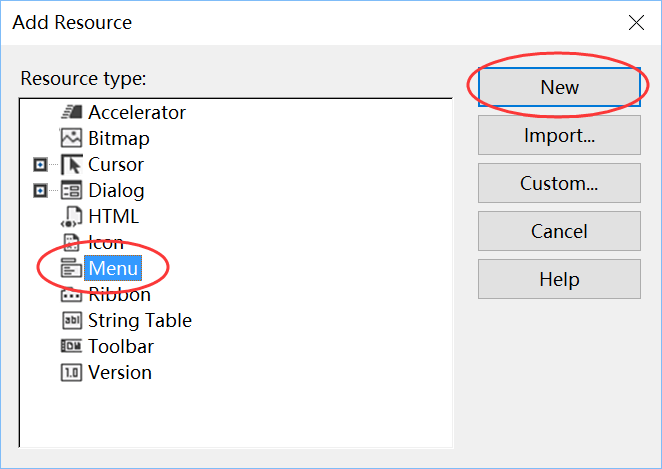 Add Resource
Resource type:
Accelerator
Bitmap
Cursor
Dialog
HTML
Icon
Menu
Ribbon
String Table
Toolbar
Version
New
Import...
Custom...
Cancel
Help